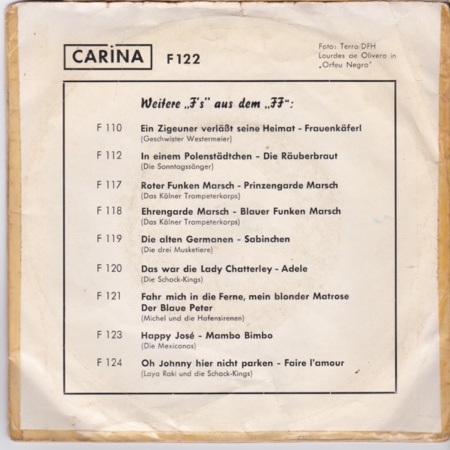 CARINA F 122
Foto: Terra-DFH
Lourdes de Olivera in
„Orfeu Negro"
Weitere „F's" aus dem „FF":
F 110 Ein Zigeuner verläßt seine Heimat - Frauenkäferl
(Geschwister Westermeier)
F 112 In einem Polenstädtchen - Die Räuberbraut
(Die Sonntagssänger)
F 117 Roter Funken Marsch - Prinzengarde Marsch
(Das Kölner Trompeterkorps)
F 118 Ehrengarde Marsch - Blauer Funken Marsch
(Das Kölner Trompeterkorps)
F 119 Die alten Germanen - Sabinchen
(Die drei Musketiere)
F 120 Das war die Lady Chatterley - Adele
(Die Schock-Kings)
F 121 Fahr mich in die Ferne, mein blonder Matrose
Der Blaue Peter
(Michel und die Hafensirenen)
F 123 Happy José - Mambo Bimbo
(Die Mexicanos)
F 124 Oh Johnny hier nicht parken - Faire l'amour
(Laya Raki und die Schock-Kings)